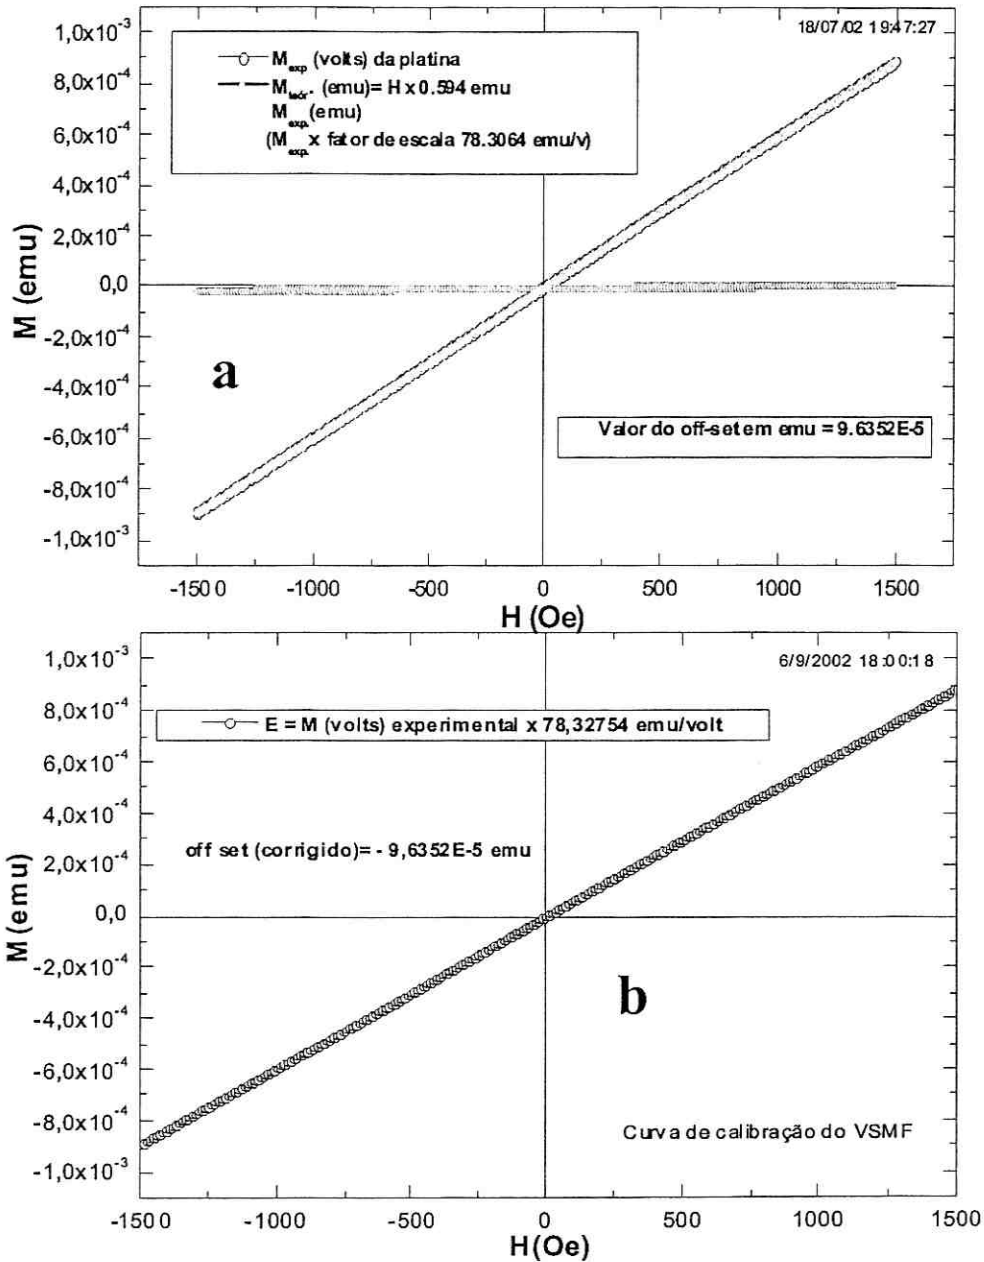 18/07/02 19:47:27
1,0x10⁻³
8,0x10⁻⁴
6,0x10⁻⁴
4,0x10⁻⁴
2,0x10⁻⁴
0,0
-2,0x10⁻⁴
-4,0x10⁻⁴
-6,0x10⁻⁴
-8,0x10⁻⁴
-1,0x10⁻³
M (emu)
M exp (volts) da platina
M teór. (emu)= H x 0.594 emu
M exp. (emu)
(M exp. x fator de escala 78.3064 emu/v)
a
Valor do off-set em emu = 9.6352E-5
-1500 -1000 -500 0 500 1000 1500
H (Oe)
6/9/2002 18:00:18
1,0x10⁻³
8,0x10⁻⁴
6,0x10⁻⁴
4,0x10⁻⁴
2,0x10⁻⁴
0,0
-2,0x10⁻⁴
-4,0x10⁻⁴
-6,0x10⁻⁴
-8,0x10⁻⁴
-1,0x10⁻³
M (emu)
E = M (volts) experimental x 78,32754 emu/volt
off set (corrigido)= - 9,6352E-5 emu
b
Curva de calibração do VSMF
-1500 -1000 -500 0 500 1000 1500
H (Oe)